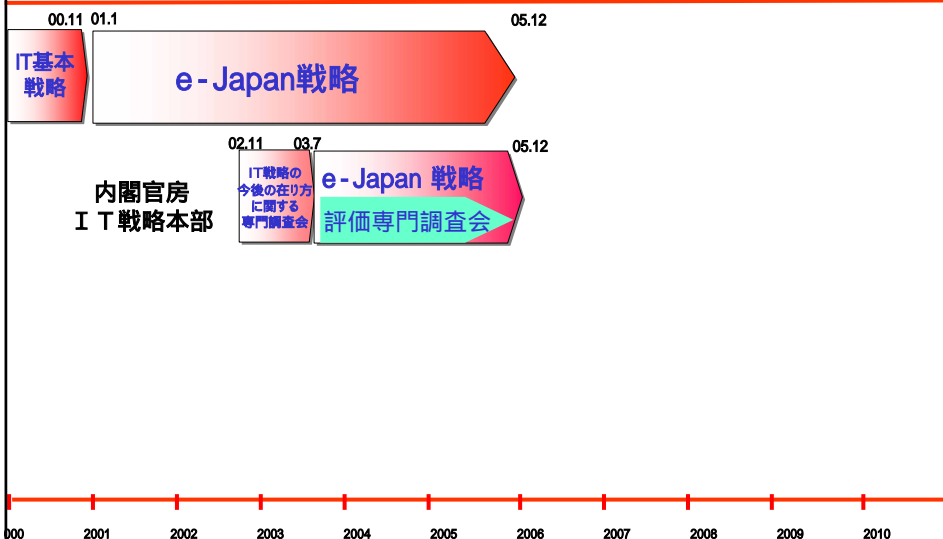 00.11 01.1 05.12
IT基本
戦略
e-Japan戦略
02.11 03.7 05.12
内閣官房
IT戦略本部
IT戦略の
今後の在り方
に関する
専門調査会
e-Japan 戦略
評価専門調査会
000 2001 2002 2003 2004 2005 2006 2007 2008 2009 2010